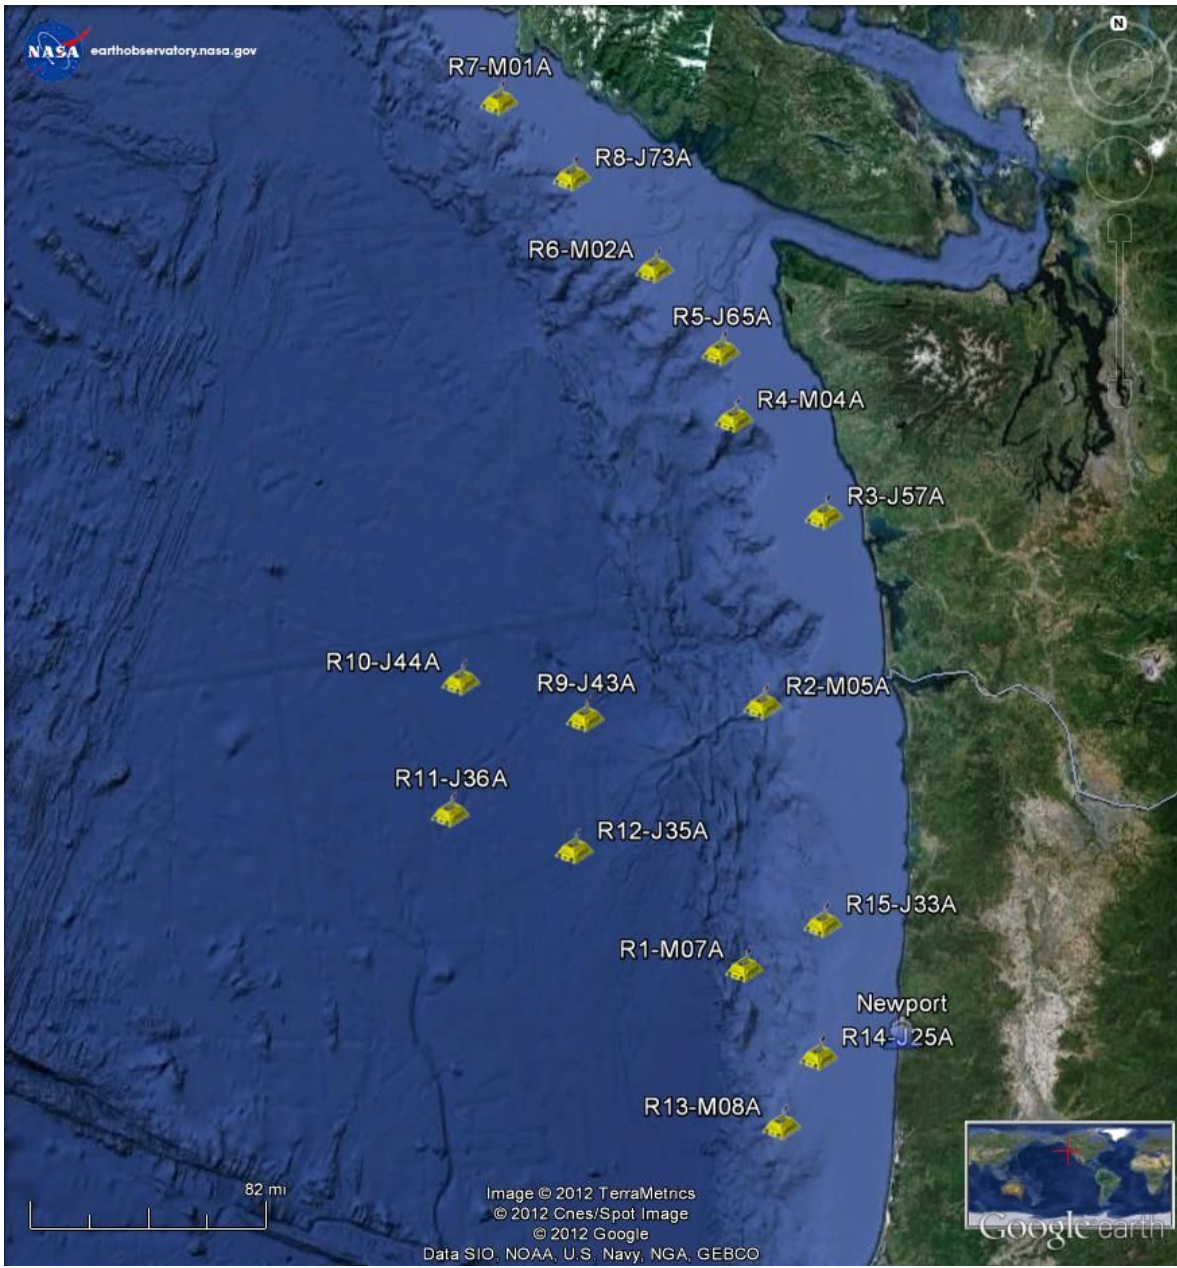 N
NASA earthobservatory.nasa.gov
R7-M01A
R8-J73A
R6-M02A
R5-J65A
R4-M04A
R3-J57A
R10-J44A
R9-J43A
R2-M05A
R11-J36A
R12-J35A
R15-J33A
R1-M07A
Newport
R14-J25A
R13-M08A
82 mi
Image © 2012 TerraMetrics
© 2012 Cnes/Spot Image
© 2012 Google
Data SIO, NOAA, U.S. Navy, NGA, GEBCO
Google earth